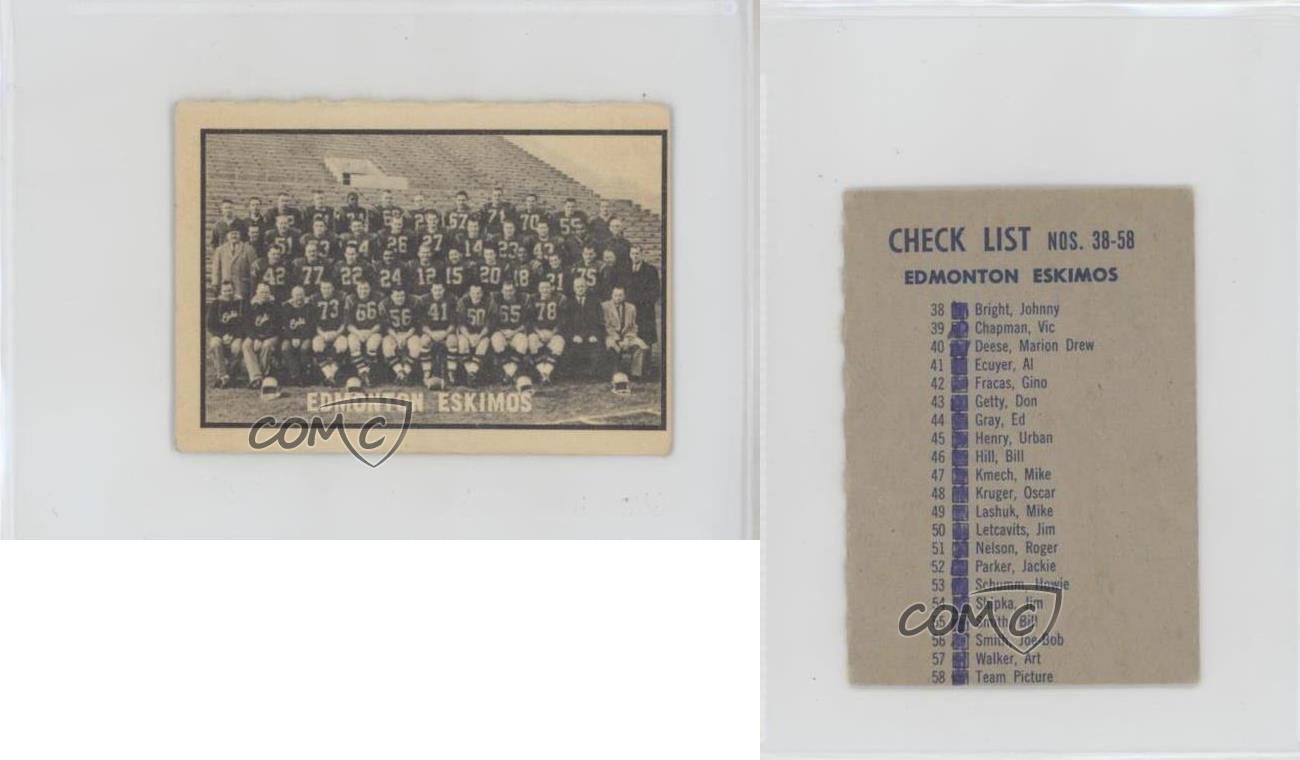 EDMONTON ESKIMOS
COMC
CHECK LIST NOS. 38-58
EDMONTON ESKIMOS
38 Bright, Johnny
39 Chapman, Vic
40 Deese, Marion Drew
41 Ecuyer, Al
42 Fracas, Gino
43 Getty, Don
44 Gray, Ed
45 Henry, Urban
46 Hill, Bill
47 Kmech, Mike
48 Kruger, Oscar
49 Lashuk, Mike
50 Letcavits, Jim
51 Nelson, Roger
52 Parker, Jackie
53 Schumm, Howie
54 Shipka, Jim
55 Smith, Bill
56 Smith, Joe-Bob
57 Walker, Art
58 Team Picture
COMC